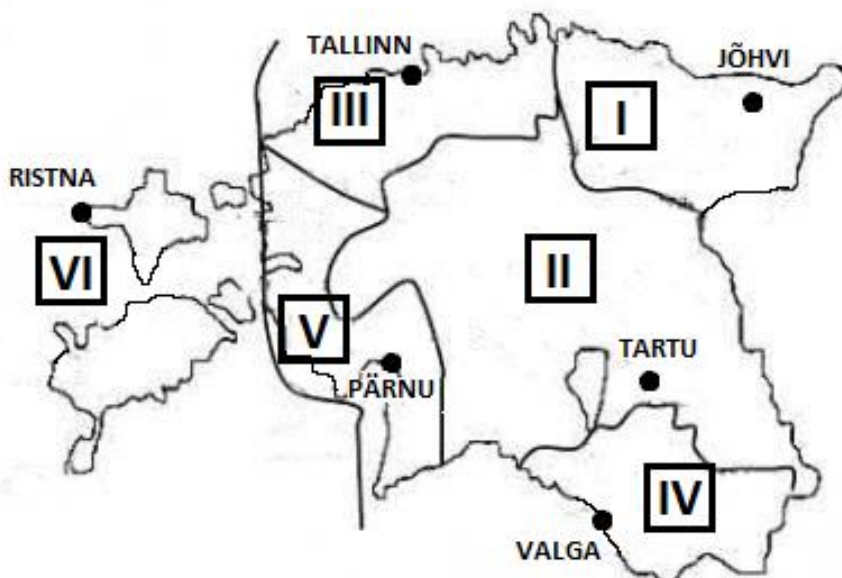 TALLINN
JÕHVI
III
I
RISTNA
VI
II
V
TARTU
PÄRNU
IV
VALGA